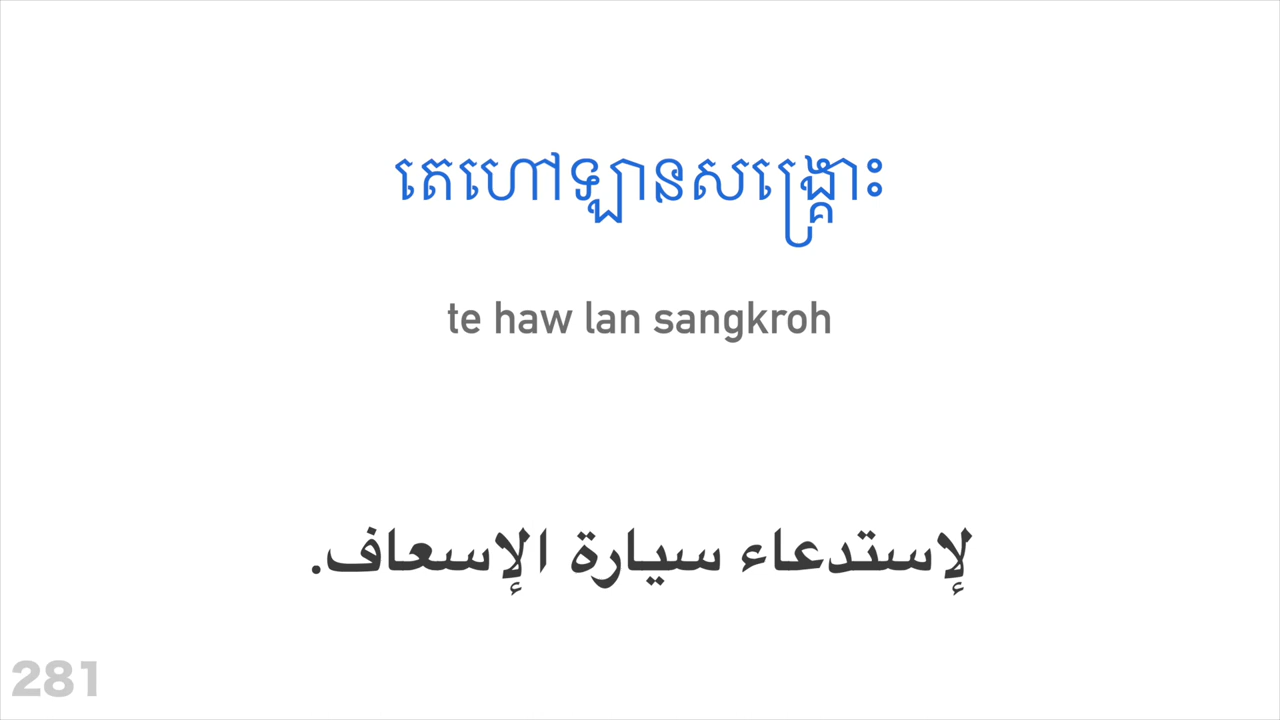 តេហៅឡានសង្គ្រោះ
te haw lan sangkroh
لإستدعاء سيارة الإسعاف.
281